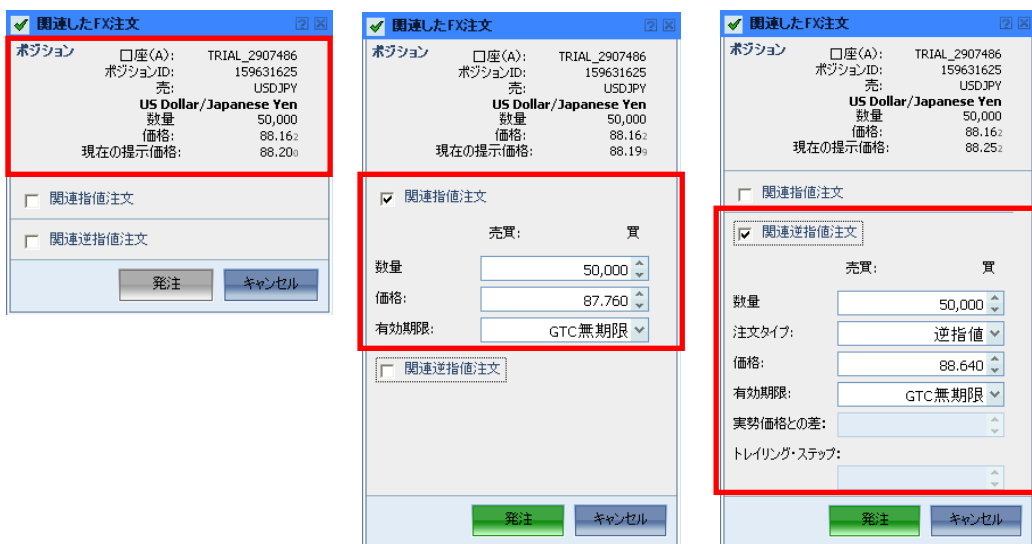 関連したFX注文
ポジション 口座(A): TRIAL_2907486
ポジションID: 159631625
売: USDJPY
US Dollar/Japanese Yen
数量 50,000
価格: 88.162
現在の提示価格: 88.200
関連指値注文
関連逆指値注文
発注 キャンセル
関連したFX注文
ポジション 口座(A): TRIAL_2907486
ポジションID: 159631625
売: USDJPY
US Dollar/Japanese Yen
数量 50,000
価格: 88.162
現在の提示価格: 88.199
関連指値注文
売買: 買
数量 50,000
価格: 87.760
有効期限: GTC無期限
関連逆指値注文
発注 キャンセル
関連したFX注文
ポジション 口座(A): TRIAL_2907486
ポジションID: 159631625
売: USDJPY
US Dollar/Japanese Yen
数量 50,000
価格: 88.162
現在の提示価格: 88.252
関連指値注文
関連逆指値注文
売買: 買
数量 50,000
注文タイプ: 逆指値
価格: 88.640
有効期限: GTC無期限
実勢価格との差:
トレイリング・ステップ:
発注 キャンセル